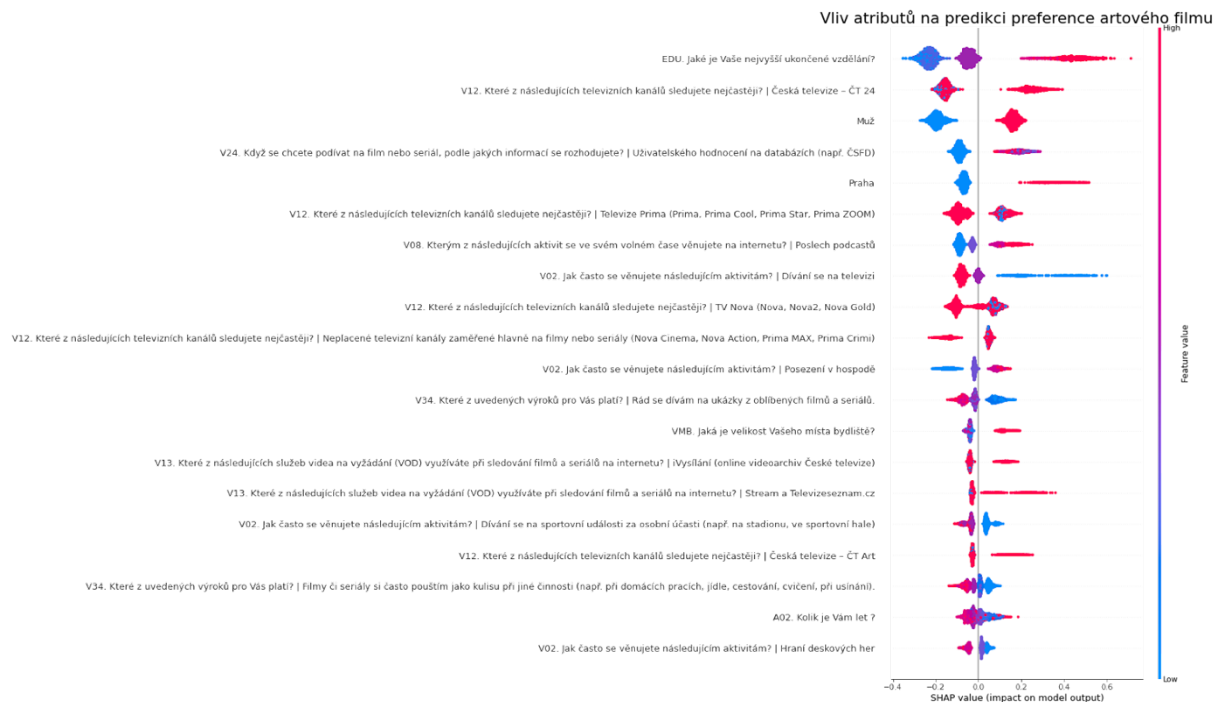 Vliv atributů na predikci preference artového filmu
High
EDU. Jaké je Vaše nejvyšší ukončené vzdělání?
V12. Které z následujících televizních kanálů sledujete nejčastěji? | Česká televize – ČT 24
Muž
V24. Když se chcete podívat na film nebo seriál, podle jakých informací se rozhodujete? | Uživatelského hodnocení na databázích (např. ČSFD)
Praha
V12. Které z následujících televizních kanálů sledujete nejčastěji? | Televize Prima (Prima, Prima Cool, Prima Star, Prima ZOOM)
V08. Kterým z následujících aktivit se ve svém volném čase věnujete na internetu? | Poslech podcastů
V02. Jak často se věnujete následujícím aktivitám? | Dívání se na televizi
V12. Které z následujících televizních kanálů sledujete nejčastěji? | TV Nova (Nova, Nova2, Nova Gold)
V12. Které z následujících televizních kanálů sledujete nejčastěji? | Neplacené televizní kanály zaměřené hlavně na filmy nebo seriály (Nova Cinema, Nova Action, Prima MAX, Prima Crimi)
V02. Jak často se věnujete následujícím aktivitám? | Posezení v hospodě
V34. Které z uvedených výroků pro Vás platí? | Rád se dívám na ukázky z oblíbených filmů a seriálů.
VMB. Jaká je velikost Vašeho místa bydliště?
V13. Které z následujících služeb videa na vyžádání (VOD) využíváte při sledování filmů a seriálů na internetu? | iVysílání (online videoarchiv České televize)
V13. Které z následujících služeb videa na vyžádání (VOD) využíváte při sledování filmů a seriálů na internetu? | Stream a Televizeseznam.cz
V02. Jak často se věnujete následujícím aktivitám? | Dívání se na sportovní události za osobní účasti (např. na stadionu, ve sportovní hale)
V12. Které z následujících televizních kanálů sledujete nejčastěji? | Česká televize – ČT Art
V34. Které z uvedených výroků pro Vás platí? | Filmy či seriály si často pouštím jako kulisu při jiné činnosti (např. při domácích pracích, jídle, cestování, cvičení, při usínání).
A02. Kolik je Vám let ?
V02. Jak často se věnujete následujícím aktivitám? | Hraní deskových her
Feature value
Low
−0.4 −0.2 0.0 0.2 0.4 0.6
SHAP value (impact on model output)